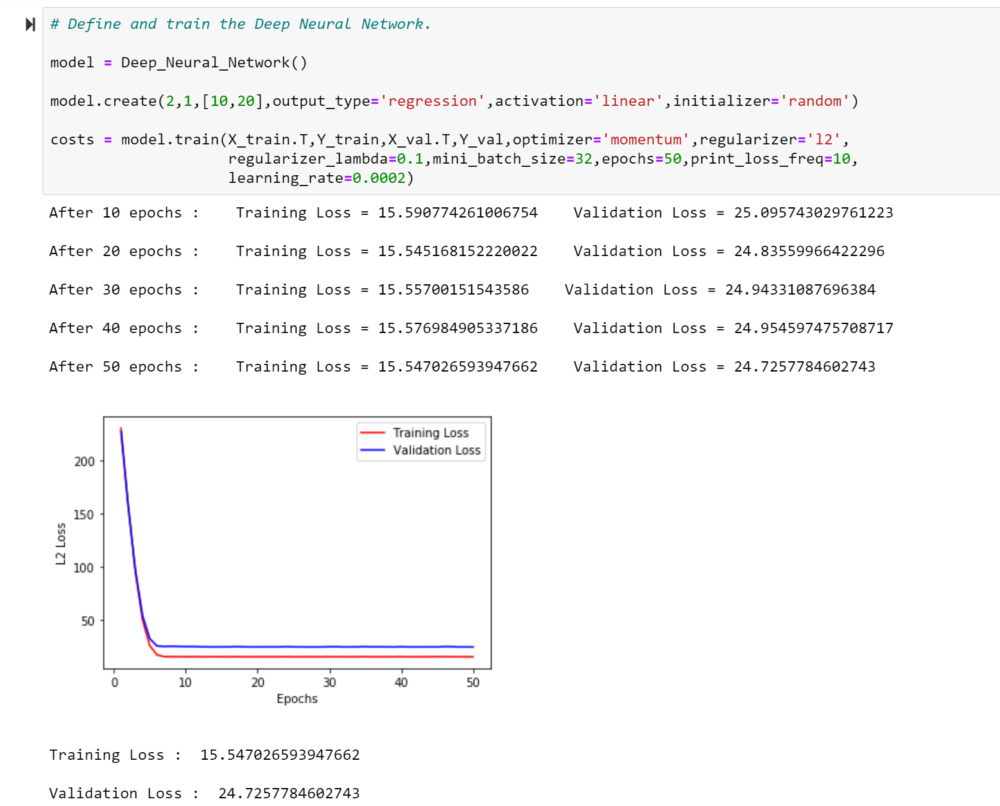 # Define and train the Deep Neural Network.
model = Deep_Neural_Network()
model.create(2,1,[10,20],output_type='regression',activation='linear',initializer='random')
costs = model.train(X_train.T,Y_train,X_val.T,Y_val,optimizer='momentum',regularizer='l2',
regularizer_lambda=0.1,mini_batch_size=32,epochs=50,print_loss_freq=10,
learning_rate=0.0002)
After 10 epochs :    Training Loss = 15.590774261006754    Validation Loss = 25.095743029761223
After 20 epochs :    Training Loss = 15.545168152220022    Validation Loss = 24.83559966422296
After 30 epochs :    Training Loss = 15.55700151543586    Validation Loss = 24.94331087696384
After 40 epochs :    Training Loss = 15.576984905337186    Validation Loss = 24.954597475708717
After 50 epochs :    Training Loss = 15.547026593947662    Validation Loss = 24.7257784602743
Training Loss
Validation Loss
200
150
100
50
L2 Loss
0 10 20 30 40 50
Epochs
Training Loss :  15.547026593947662
Validation Loss :  24.7257784602743